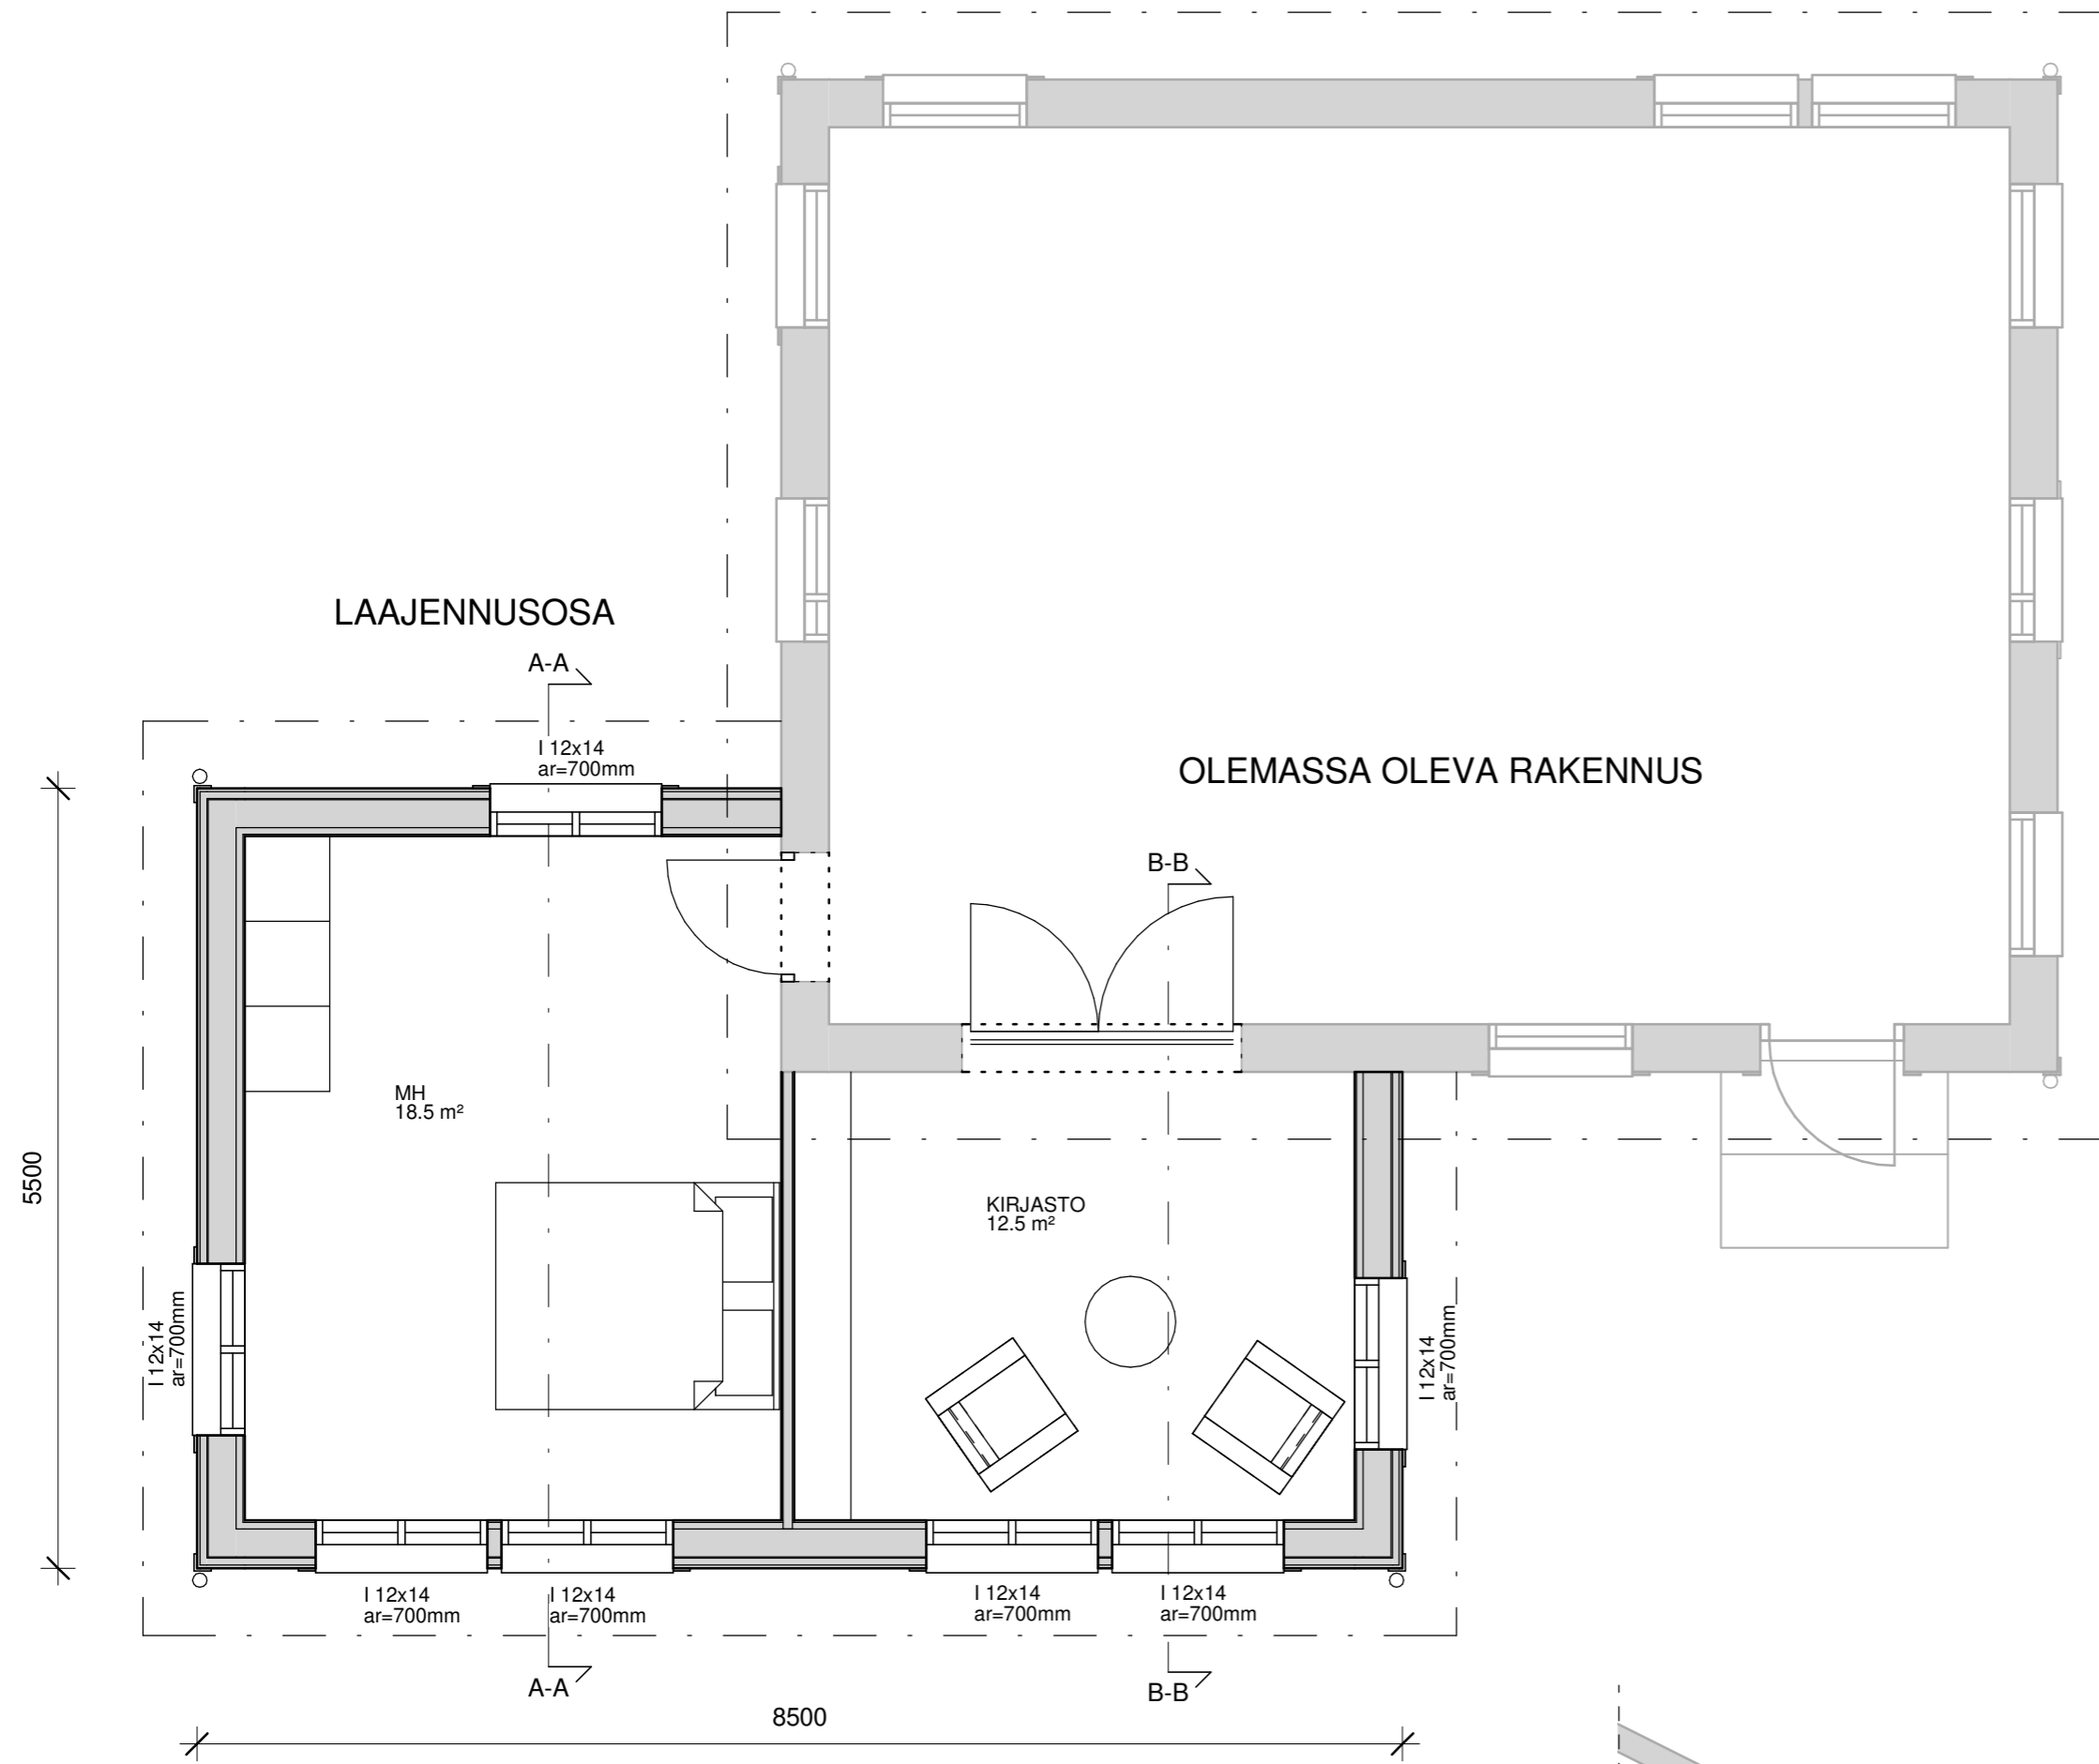 LAAJENNUSOSA
A-A
I 12x14
ar=700mm
OLEMASSA OLEVA RAKENNUS
B-B
MH
18.5 m²
KIRJASTO
12.5 m²
5500
I 12x14
ar=700mm
I 12x14
ar=700mm
I 12x14
ar=700mm
I 12x14
ar=700mm
I 12x14
ar=700mm
I 12x14
ar=700mm
A-A
B-B
8500